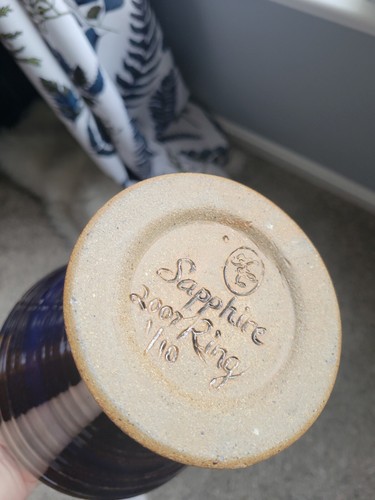 Sapphire
2007 Ring
1/10